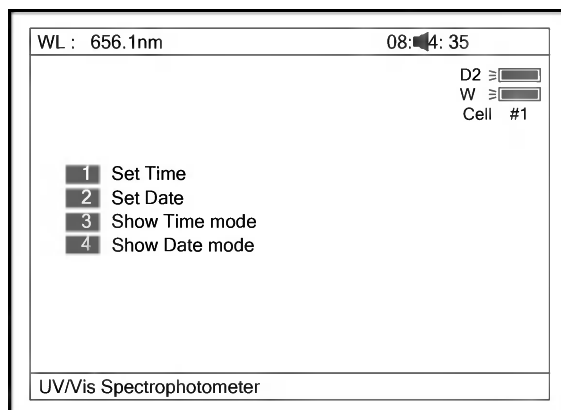 WL : 656.1nm 08: 4: 35
D2
W
Cell #1
1 Set Time
2 Set Date
3 Show Time mode
4 Show Date mode
UV/Vis Spectrophotometer